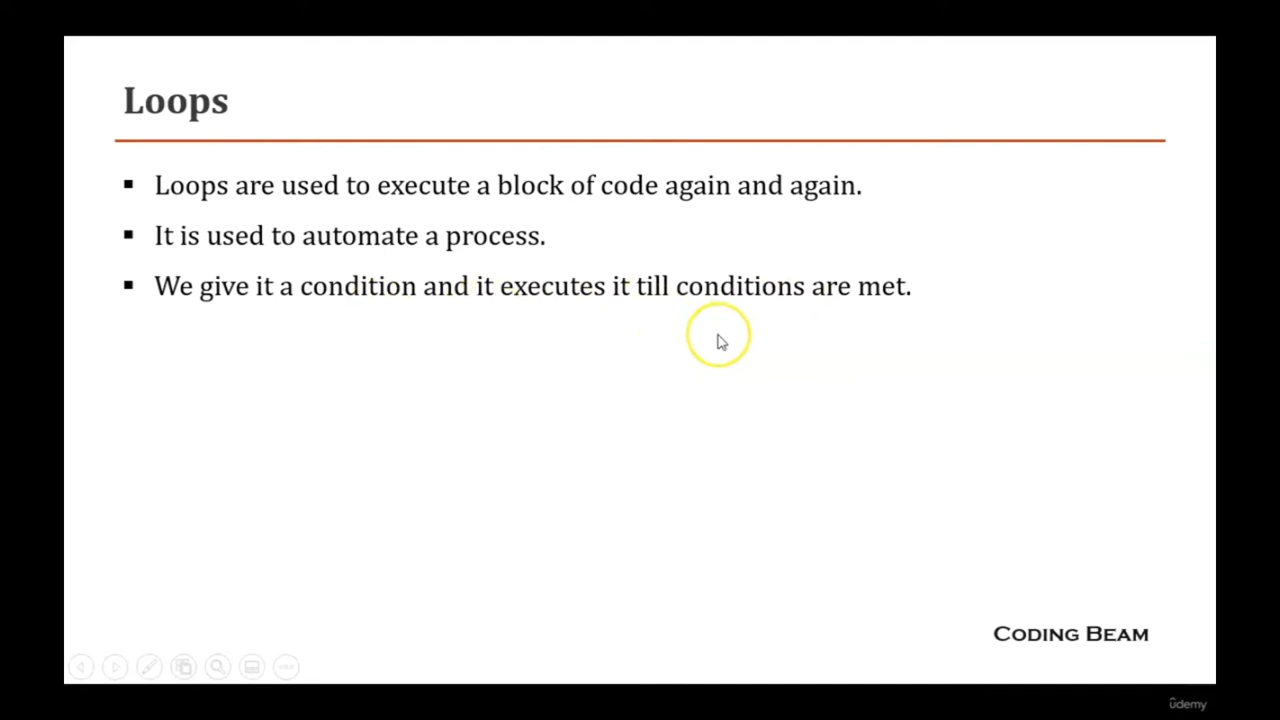 Loops
Loops are used to execute a block of code again and again.
It is used to automate a process.
We give it a condition and it executes it till conditions are met.
CODING BEAM
ûdemy